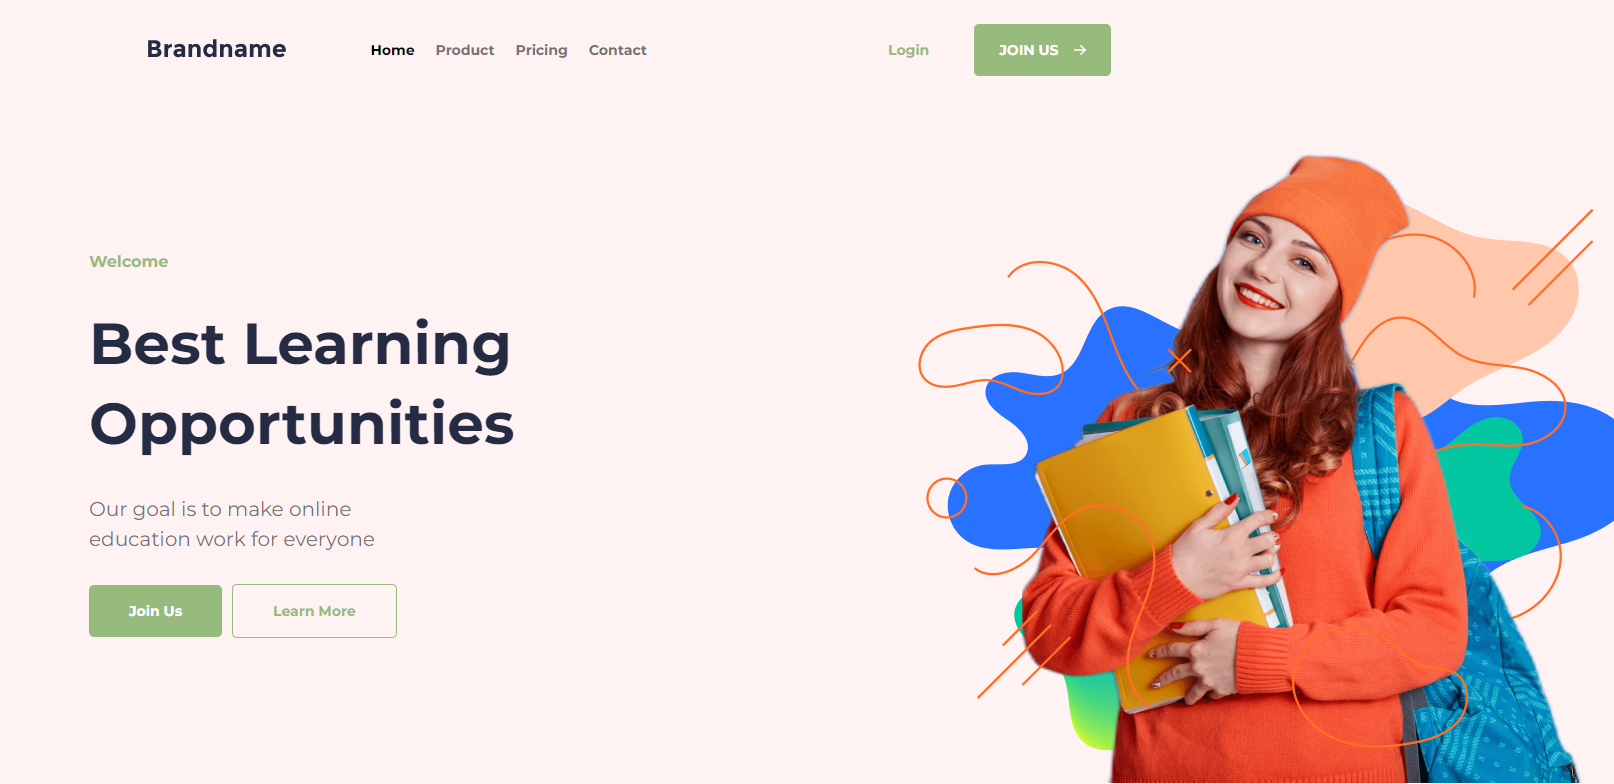 Brandname
Home Product Pricing Contact
Login
JOIN US →
Welcome
Best Learning
Opportunities
Our goal is to make online
education work for everyone
Join Us
Learn More